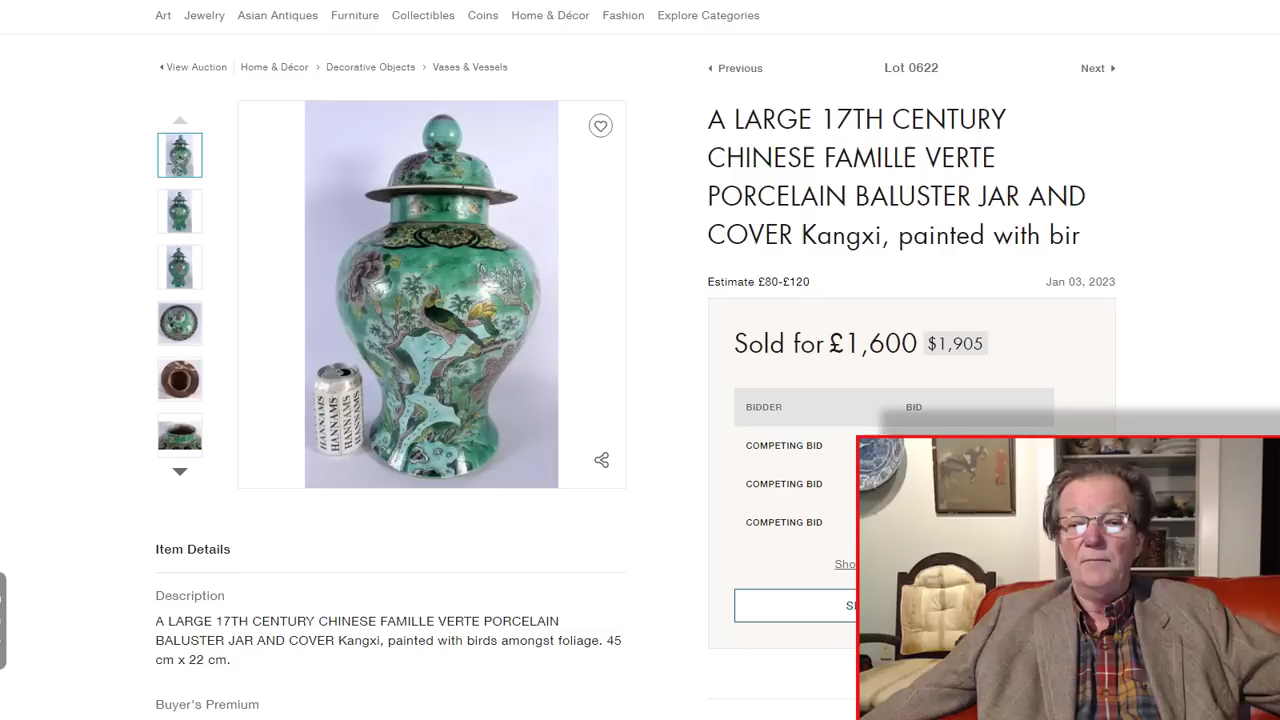 Art Jewelry Asian Antiques Furniture Collectibles Coins Home & Décor Fashion Explore Categories
View Auction Home & Décor Decorative Objects Vases & Vessels
Previous Lot 0622 Next
A LARGE 17TH CENTURY
CHINESE FAMILLE VERTE
PORCELAIN BALUSTER JAR AND
COVER Kangxi, painted with bir
Estimate £80-£120 Jan 03, 2023
Sold for £1,600 $1,905
BIDDER BID
COMPETING BID
COMPETING BID
COMPETING BID
Sho
HANNAMS
HANNAMS
HANNAMS
Item Details
Description
A LARGE 17TH CENTURY CHINESE FAMILLE VERTE PORCELAIN
BALUSTER JAR AND COVER Kangxi, painted with birds amongst foliage. 45
cm x 22 cm.
Buyer's Premium